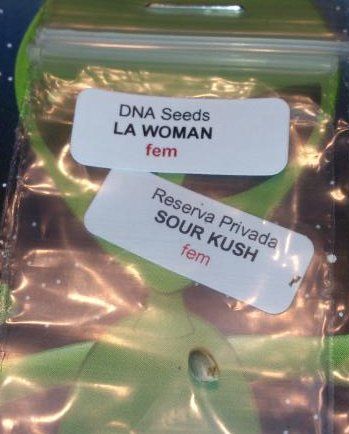 DNA Seeds
LA WOMAN
fem
Reserva Privada
SOUR KUSH
fem